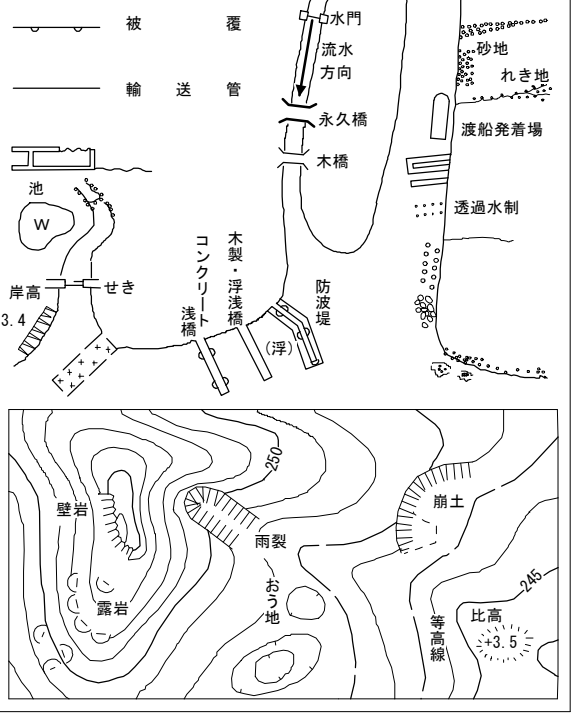 被 覆
輸 送 管
水門
流水
方向
永久橋
木橋
砂地
れき地
渡船発着場
透過水制
池
W
せき
岸高
3.4
コンクリート
浅橋
木製・浮浅橋
防波堤
(浮)
250
壁岩
露岩
雨裂
おう地
崩土
等高線
245
比高
+3.5